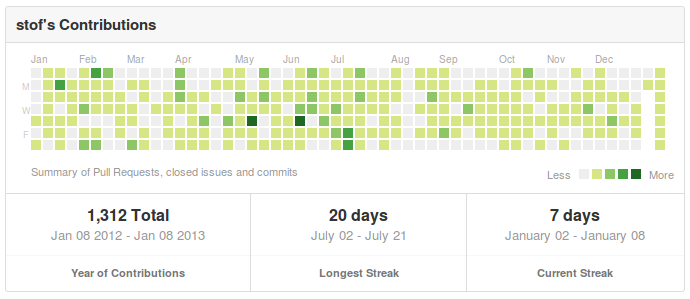 stof's Contributions
Jan Feb Mar Apr May Jun Jul Aug Sep Oct Nov Dec
M
W
F
Summary of Pull Requests, closed issues and commits
Less More
1,312 Total
Jan 08 2012 - Jan 08 2013
Year of Contributions
20 days
July 02 - July 21
Longest Streak
7 days
January 02 - January 08
Current Streak